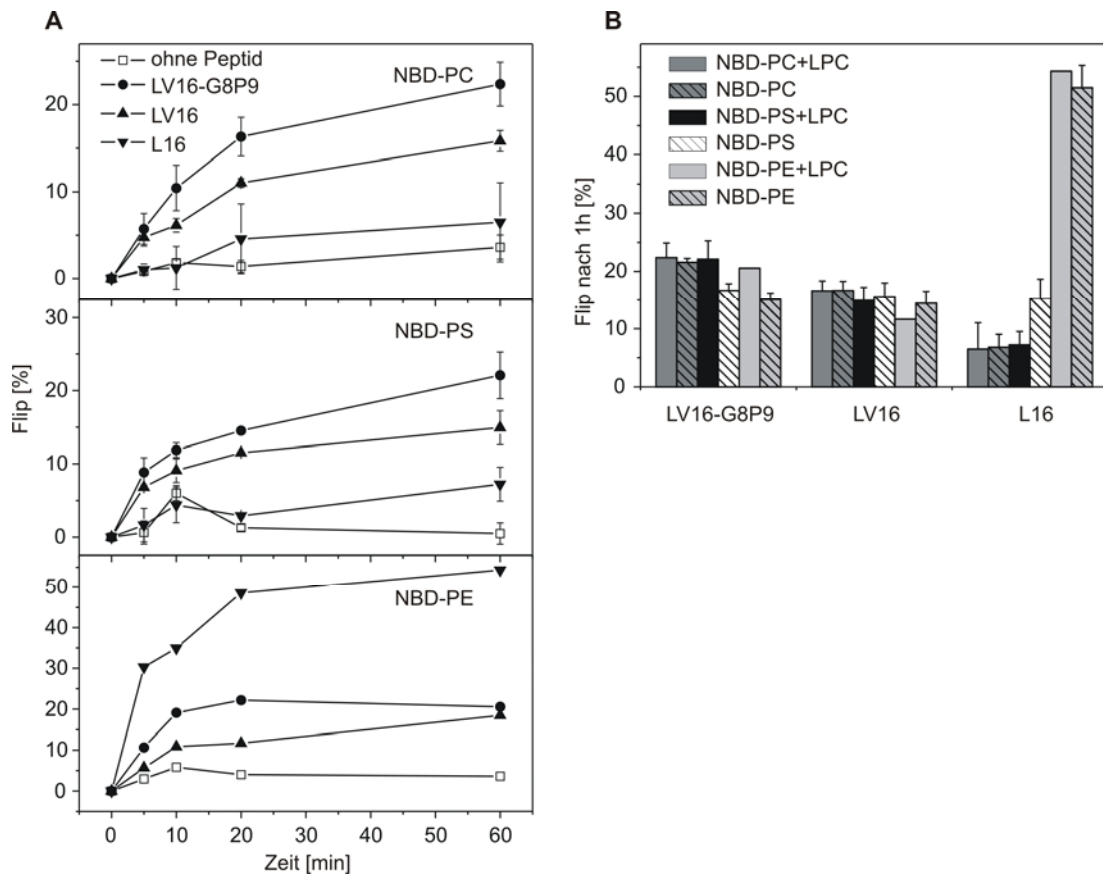 A
ohne Peptid
LV16-G8P9
LV16
L16
NBD-PC
20
10
0
NBD-PS
30
20
10
0
Flip [%]
NBD-PE
50
40
30
20
10
0
0 10 20 30 40 50 60
Zeit [min]
B
NBD-PC+LPC
NBD-PC
NBD-PS+LPC
NBD-PS
NBD-PE+LPC
NBD-PE
Flip nach 1h [%]
50
40
30
20
10
0
LV16-G8P9 LV16 L16